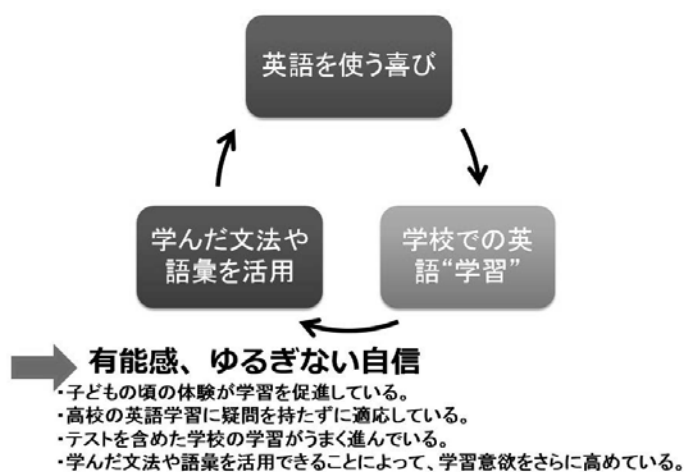 英語を使う喜び
学んだ文法や
語彙を活用
学校での英
語“学習”
有能感、ゆるぎない自信
・子どもの頃の体験が学習を促進している。
・高校の英語学習に疑問を持たずに適応している。
・テストを含めた学校の学習がうまく進んでいる。
・学んだ文法や語彙を活用できることによって、学習意欲をさらに高めている。